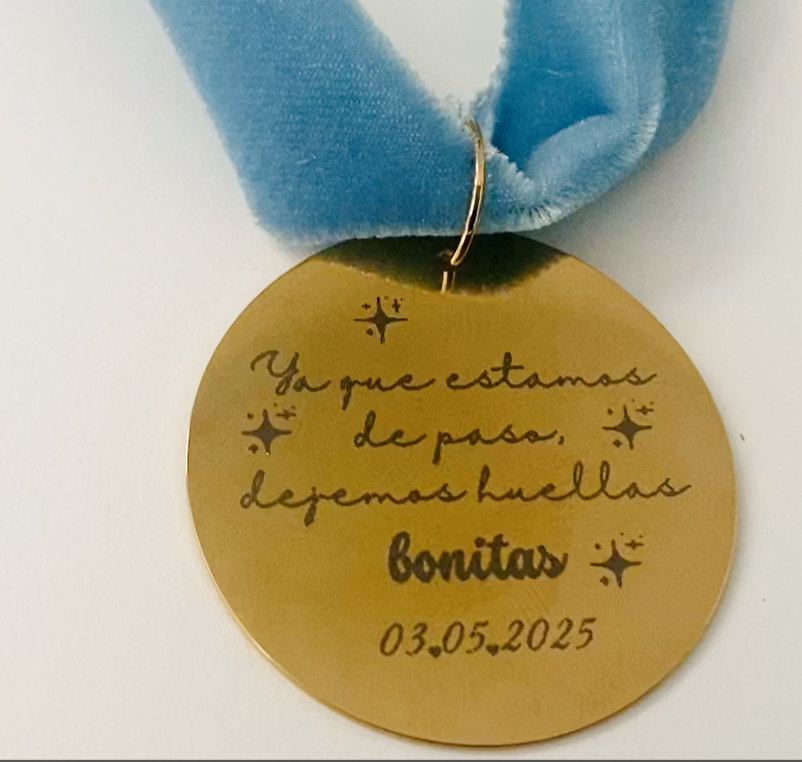 Ya que estamos
de paso,
dejemos huellas
bonitas
03.05.2025